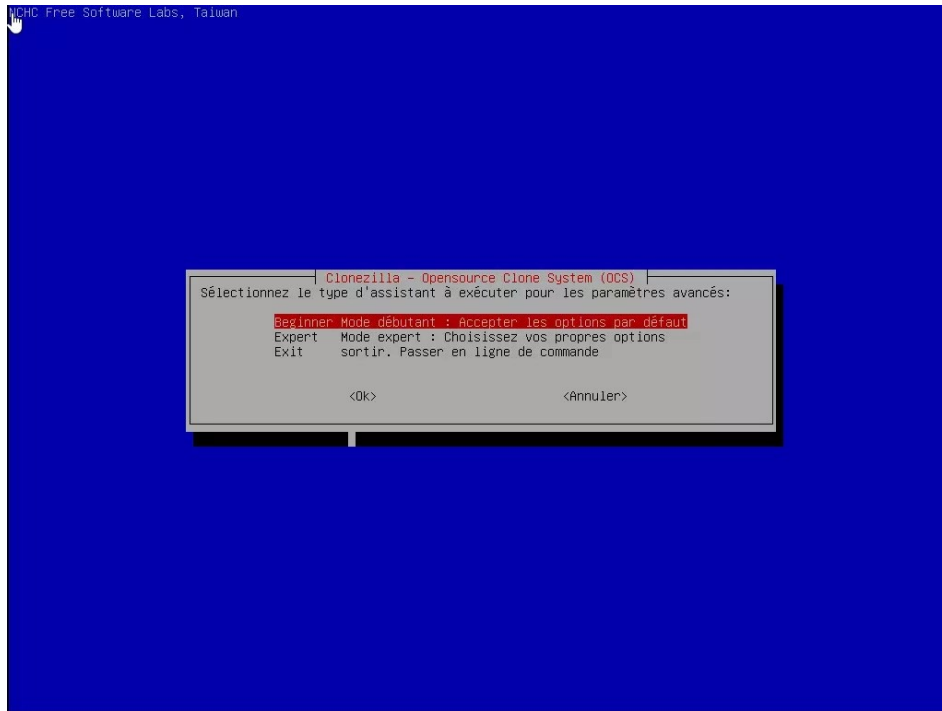 NCHC Free Software Labs, Taiwan
Clonezilla - Opensource Clone System (OCS)
Sélectionnez le type d'assistant à exécuter pour les paramètres avancés:
Beginner Mode débutant : Accepter les options par défaut
Expert Mode expert : Choisissez vos propres options
Exit sortir. Passer en ligne de commande
<Ok> <Annuler>